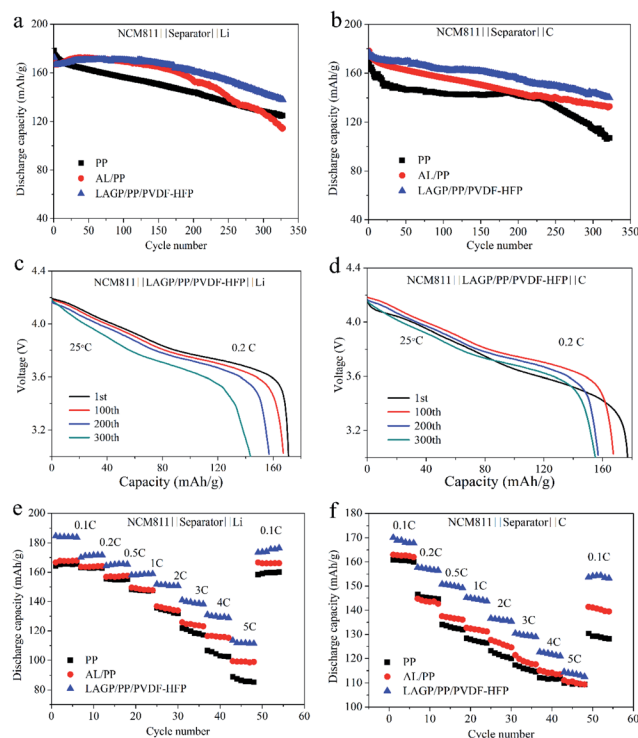 a
NCM811||Separator||Li
Discharge capacity (mAh/g)
200
160
120
80
40
PP
AL/PP
LAGP/PP/PVDF-HFP
0 50 100 150 200 250 300 350
Cycle number
b
NCM811||Separator||C
Discharge capacity (mAh/g)
200
160
120
80
40
PP
AL/PP
LAGP/PP/PVDF-HFP
0 50 100 150 200 250 300 350
Cycle number
c
NCM811||LAGP/PP/PVDF-HFP||Li
Voltage (V)
4.4
4.0
3.6
3.2
25°C
0.2 C
1st
100th
200th
300th
0 40 80 120 160
Capacity (mAh/g)
d
NCM811||LAGP/PP/PVDF-HFP||C
Voltage (V)
4.4
4.0
3.6
3.2
25°C
0.2 C
1st
100th
200th
300th
0 40 80 120 160
Capacity (mAh/g)
e
NCM811||Separator||Li
Discharge capacity (mAh/g)
200
180
160
140
120
100
80
0.1C
0.2C
0.5C
1C
2C
3C
4C
5C
0.1C
PP
AL/PP
LAGP/PP/PVDF-HFP
0 10 20 30 40 50 60
Cycle number
f
NCM811||Separator||C
Discharge capacity (mAh/g)
180
170
160
150
140
130
120
110
100
0.1C
0.2C
0.5C
1C
2C
3C
4C
5C
0.1C
PP
AL/PP
LAGP/PP/PVDF-HFP
0 10 20 30 40 50 60
Cycle number